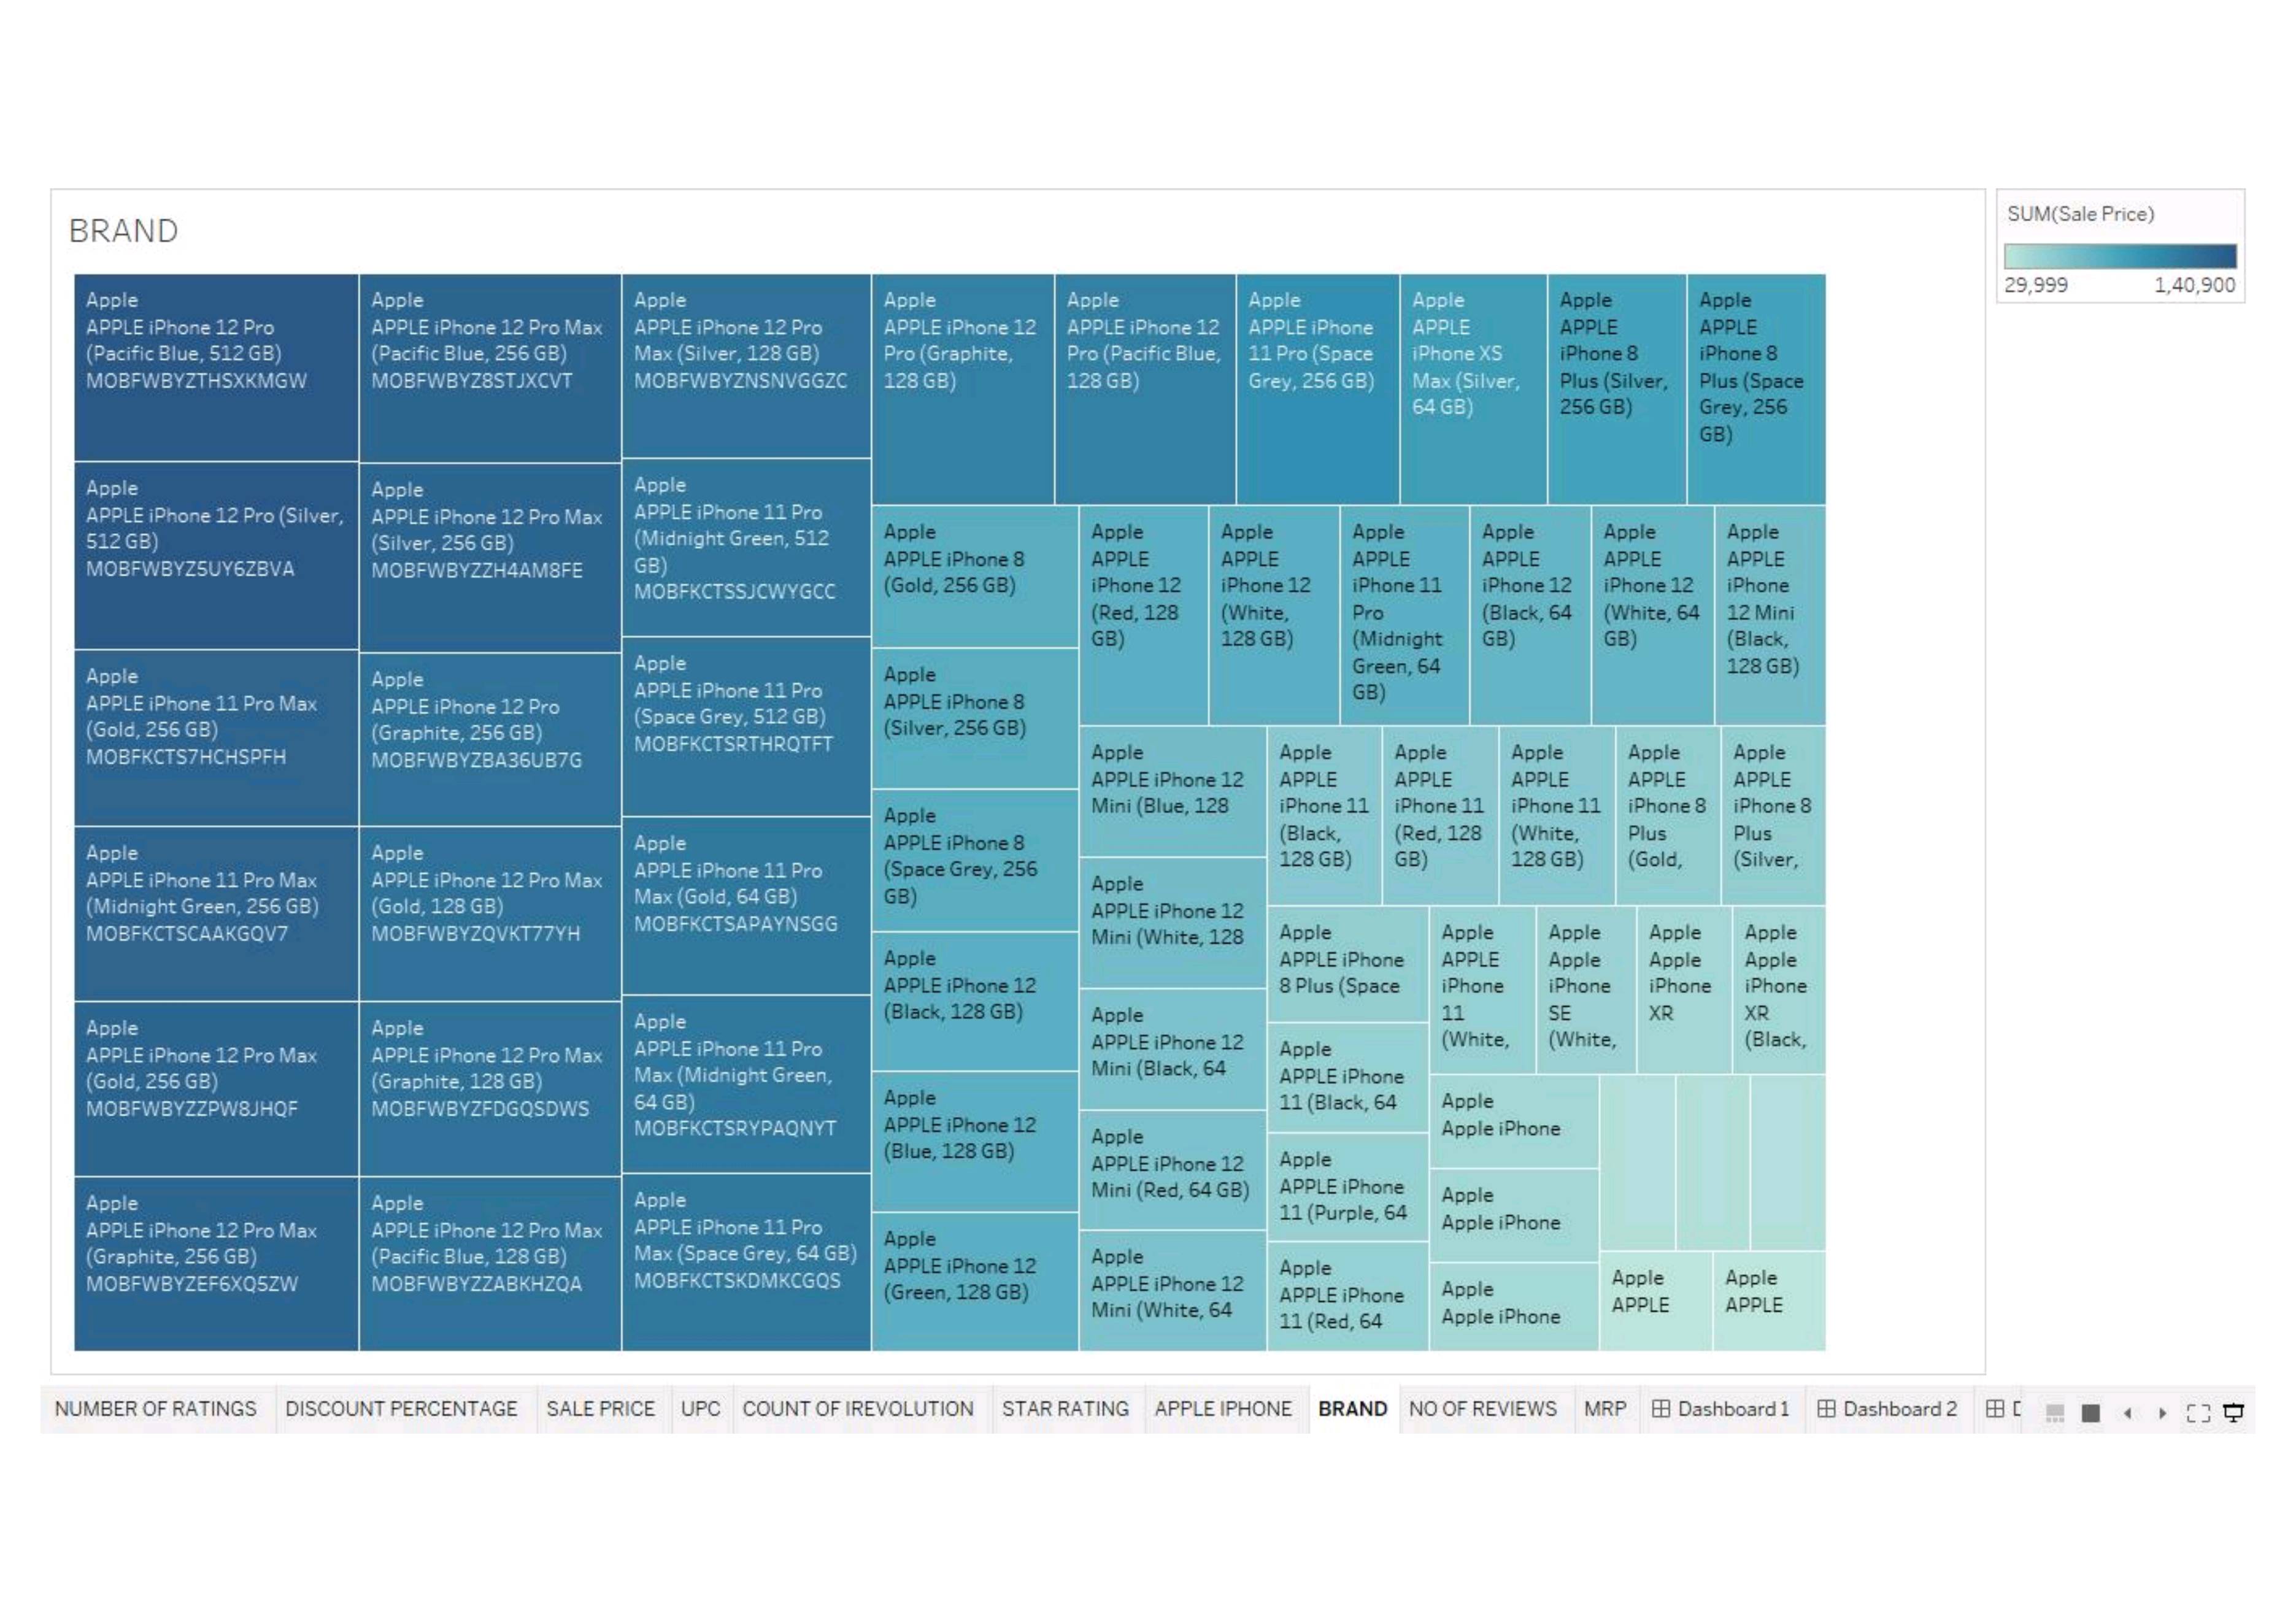 BRAND
SUM(Sale Price)
29,999
1,40,900
Apple
APPLE iPhone 12 Pro
(Pacific Blue, 512 GB)
MOBFWBYZTHSXKMGW
Apple
APPLE iPhone 12 Pro (Silver,
512 GB)
MOBFWBYZ5UY6ZBVA
Apple
APPLE iPhone 11 Pro Max
(Gold, 256 GB)
MOBFKCTS7HCHSPFH
Apple
APPLE iPhone 11 Pro Max
(Midnight Green, 256 GB)
MOBFKCTSCAAKGQV7
Apple
APPLE iPhone 12 Pro Max
(Gold, 256 GB)
MOBFWBYZZPW8JHQF
Apple
APPLE iPhone 12 Pro Max
(Graphite, 256 GB)
MOBFWBYZEF6XQ5ZW
Apple
APPLE iPhone 12 Pro Max
(Pacific Blue, 256 GB)
MOBFWBYZ8STJXCVT
Apple
APPLE iPhone 12 Pro Max
(Silver, 256 GB)
MOBFWBYZZH4AM8FE
Apple
APPLE iPhone 12 Pro
(Graphite, 256 GB)
MOBFWBYZBA36UB7G
Apple
APPLE iPhone 12 Pro Max
(Gold, 128 GB)
MOBFWBYZQVKT77YH
Apple
APPLE iPhone 12 Pro Max
(Graphite, 128 GB)
MOBFWBYZFDGQSDWS
Apple
APPLE iPhone 12 Pro Max
(Pacific Blue, 128 GB)
MOBFWBYZZABKHZQA
Apple
APPLE iPhone 12 Pro
Max (Silver, 128 GB)
MOBFWBYZNSNVGGZC
Apple
APPLE iPhone 11 Pro
(Midnight Green, 512
GB)
MOBFKCTSSJCWYGCC
Apple
APPLE iPhone 11 Pro
(Space Grey, 512 GB)
MOBFKCTSRTHRQTFT
Apple
APPLE iPhone 11 Pro
Max (Gold, 64 GB)
MOBFKCTSAPAYNSGG
Apple
APPLE iPhone 11 Pro
Max (Midnight Green,
64 GB)
MOBFKCTSRYPAQNYT
Apple
APPLE iPhone 11 Pro
Max (Space Grey, 64 GB)
MOBFKCTSKDMKCGQS
Apple
APPLE iPhone 12
Pro (Graphite,
128 GB)
Apple
APPLE iPhone 12
Pro (Pacific Blue,
128 GB)
Apple
APPLE iPhone
11 Pro (Space
Grey, 256 GB)
Apple
APPLE
iPhone XS
Max (Silver,
64 GB)
Apple
APPLE
iPhone 8
Plus (Silver,
256 GB)
Apple
APPLE
iPhone 8
Plus (Space
Grey, 256
GB)
Apple
APPLE iPhone 8
(Gold, 256 GB)
Apple
APPLE iPhone 8
(Silver, 256 GB)
Apple
APPLE iPhone 8
(Space Grey, 256
GB)
Apple
APPLE iPhone 12
(Black, 128 GB)
Apple
APPLE iPhone 12
(Blue, 128 GB)
Apple
APPLE iPhone 12
(Green, 128 GB)
Apple
APPLE
iPhone 12
(Red, 128
GB)
Apple
APPLE
iPhone 12
(White,
128 GB)
Apple
APPLE
iPhone 11
Pro
(Midnight
Green, 64
GB)
Apple
APPLE
iPhone 12
(Black, 64
GB)
Apple
APPLE
iPhone 12
(White, 64
GB)
Apple
APPLE
iPhone
12 Mini
(Black,
128 GB)
Apple
APPLE iPhone 12
Mini (Blue, 128
Apple
APPLE iPhone 12
Mini (White, 128
Apple
APPLE iPhone 12
Mini (Black, 64
Apple
APPLE iPhone 12
Mini (Red, 64 GB)
Apple
APPLE iPhone 12
Mini (White, 64
Apple
APPLE
iPhone 11
(Black,
128 GB)
Apple
APPLE
iPhone 11
(Red, 128
GB)
Apple
APPLE
iPhone 11
(White,
128 GB)
Apple
APPLE
iPhone 8
Plus
(Gold,
Apple
APPLE
iPhone 8
Plus
(Silver,
Apple
APPLE iPhone
8 Plus (Space
Apple
APPLE iPhone
11 (Black, 64
Apple
APPLE iPhone
11 (Purple, 64
Apple
APPLE iPhone
11 (Red, 64
Apple
APPLE
iPhone
11
(White,
Apple
Apple
iPhone
SE
(White,
Apple
Apple
iPhone
XR
Apple
Apple
iPhone
XR
(Black,
Apple
Apple iPhone
Apple
Apple iPhone
Apple
Apple iPhone
Apple
APPLE
Apple
APPLE
NUMBER OF RATINGS
DISCOUNT PERCENTAGE
SALE PRICE
UPC
COUNT OF IREVOLUTION
STAR RATING
APPLE IPHONE
BRAND
NO OF REVIEWS
MRP
Dashboard 1
Dashboard 2